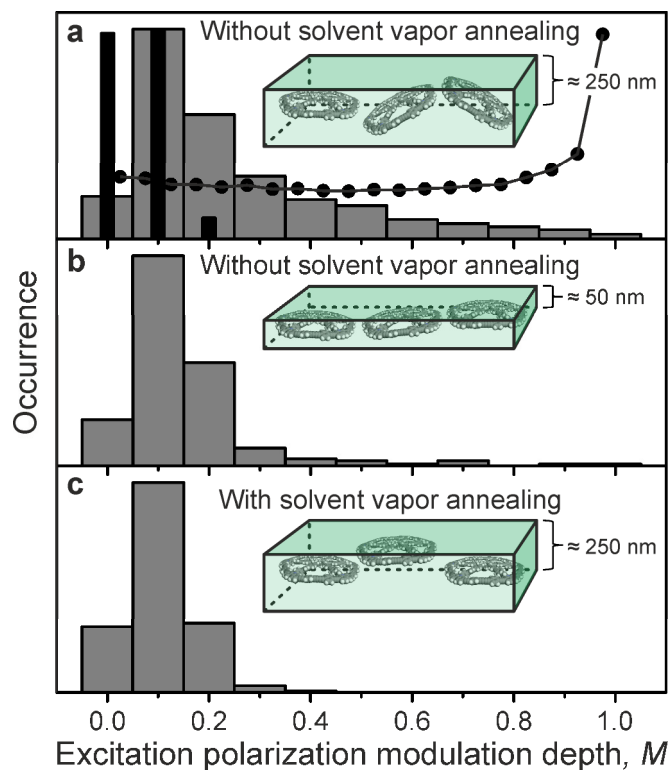 a
Without solvent vapor annealing
≈ 250 nm
b
Without solvent vapor annealing
≈ 50 nm
c
With solvent vapor annealing
≈ 250 nm
Occurrence
0.0 0.2 0.4 0.6 0.8 1.0
Excitation polarization modulation depth, M